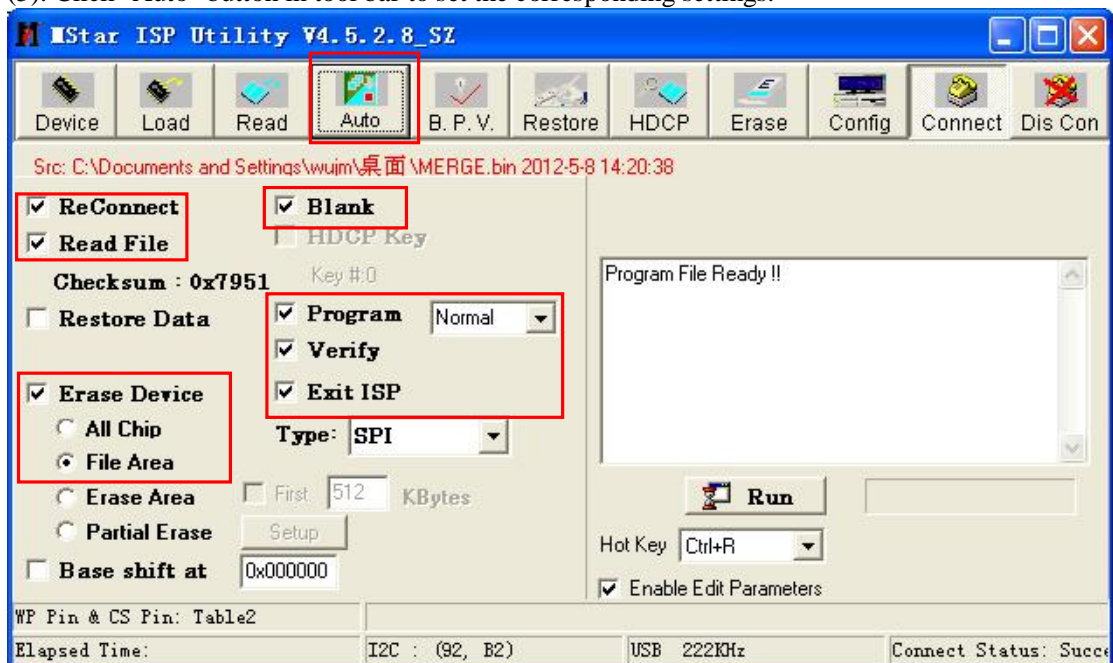 (3). Click "Auto" button in tool bar to set the corresponding settings.
MStar ISP Utility V4.5.2.8_SZ
Device Load Read Auto B. P. V. Restore HDCP Erase Config Connect Dis Con
Src: C:\Documents and Settings\wujm\桌面\MERGE.bin 2012-5-8 14:20:38
ReConnect Blank
Read File HDCP Key
Checksum : 0x7951 Key #:0
Program File Ready !!
Restore Data Program Normal
Verify
Erase Device Exit ISP
All Chip Type: SPI
File Area
Erase Area First 512 KBytes
Run
Partial Erase Setup
Hot Key Ctrl+R
Base shift at 0x000000
Enable Edit Parameters
WP Pin & CS Pin: Table2
Elapsed Time: I2C : (92, B2) USB 222KHz Connect Status: Succe